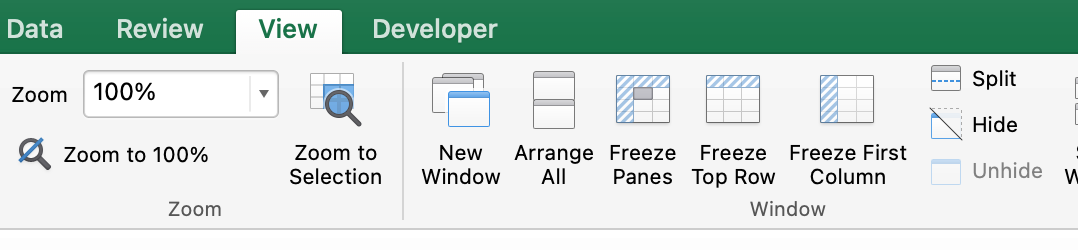 Data Review View Developer
Zoom 100%
Zoom to 100%
Zoom to
Selection
Zoom
New
Window
Arrange
All
Freeze
Panes
Freeze
Top Row
Freeze First
Column
Split
Hide
Unhide
Window